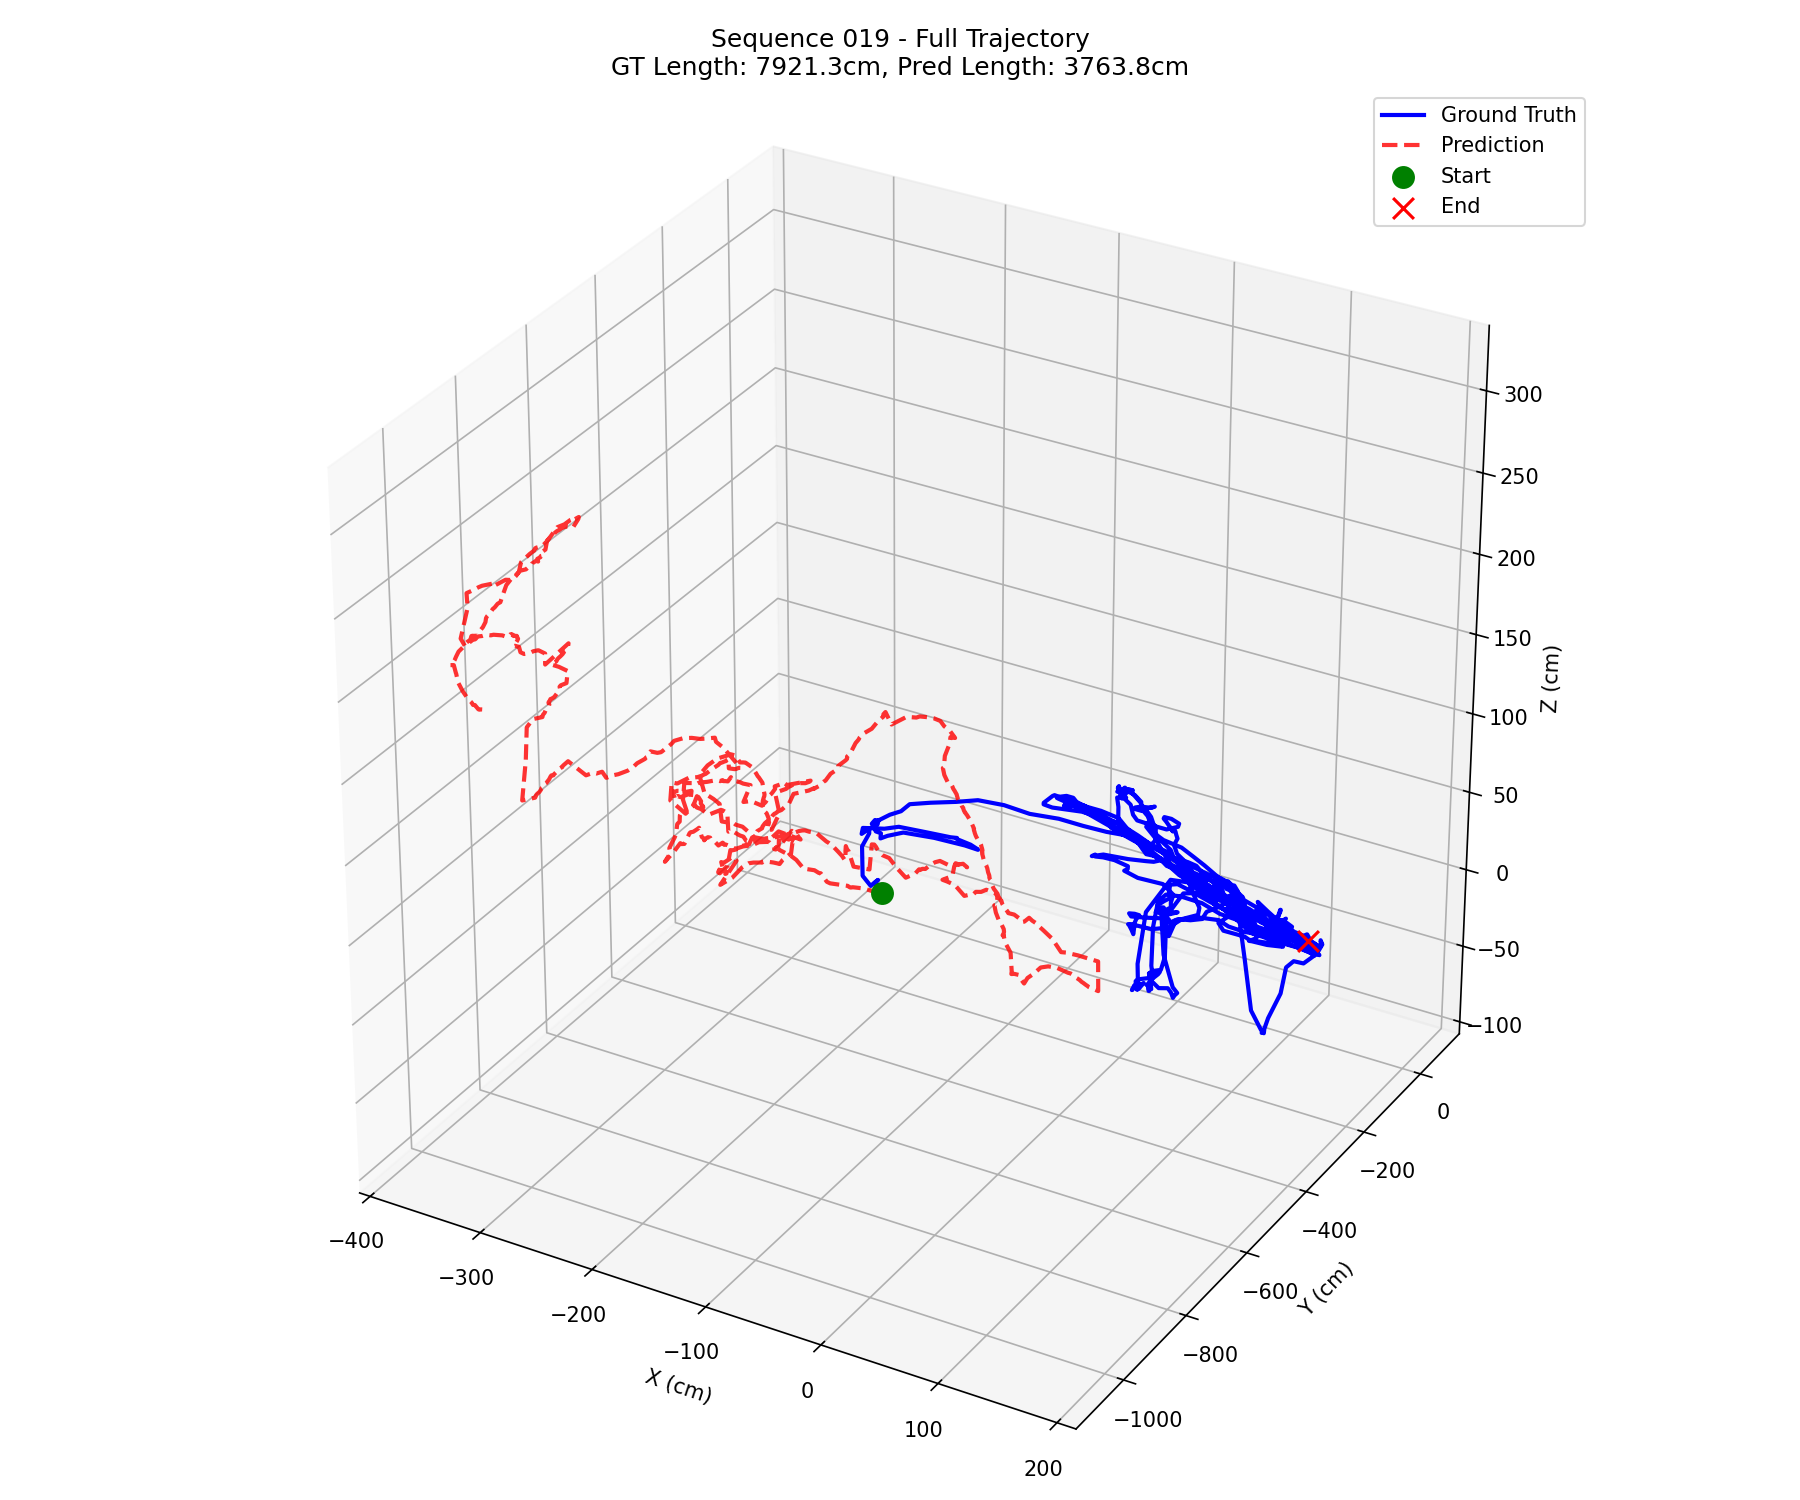 Sequence 019 - Full Trajectory
GT Length: 7921.3cm, Pred Length: 3763.8cm
Ground Truth
Prediction
Start
End
300
250
200
150
100
50
0
−50
−100
Z (cm)
0
−200
−400
−600
−800
−1000
Y (cm)
−400
−300
−200
−100
0
100
200
X (cm)